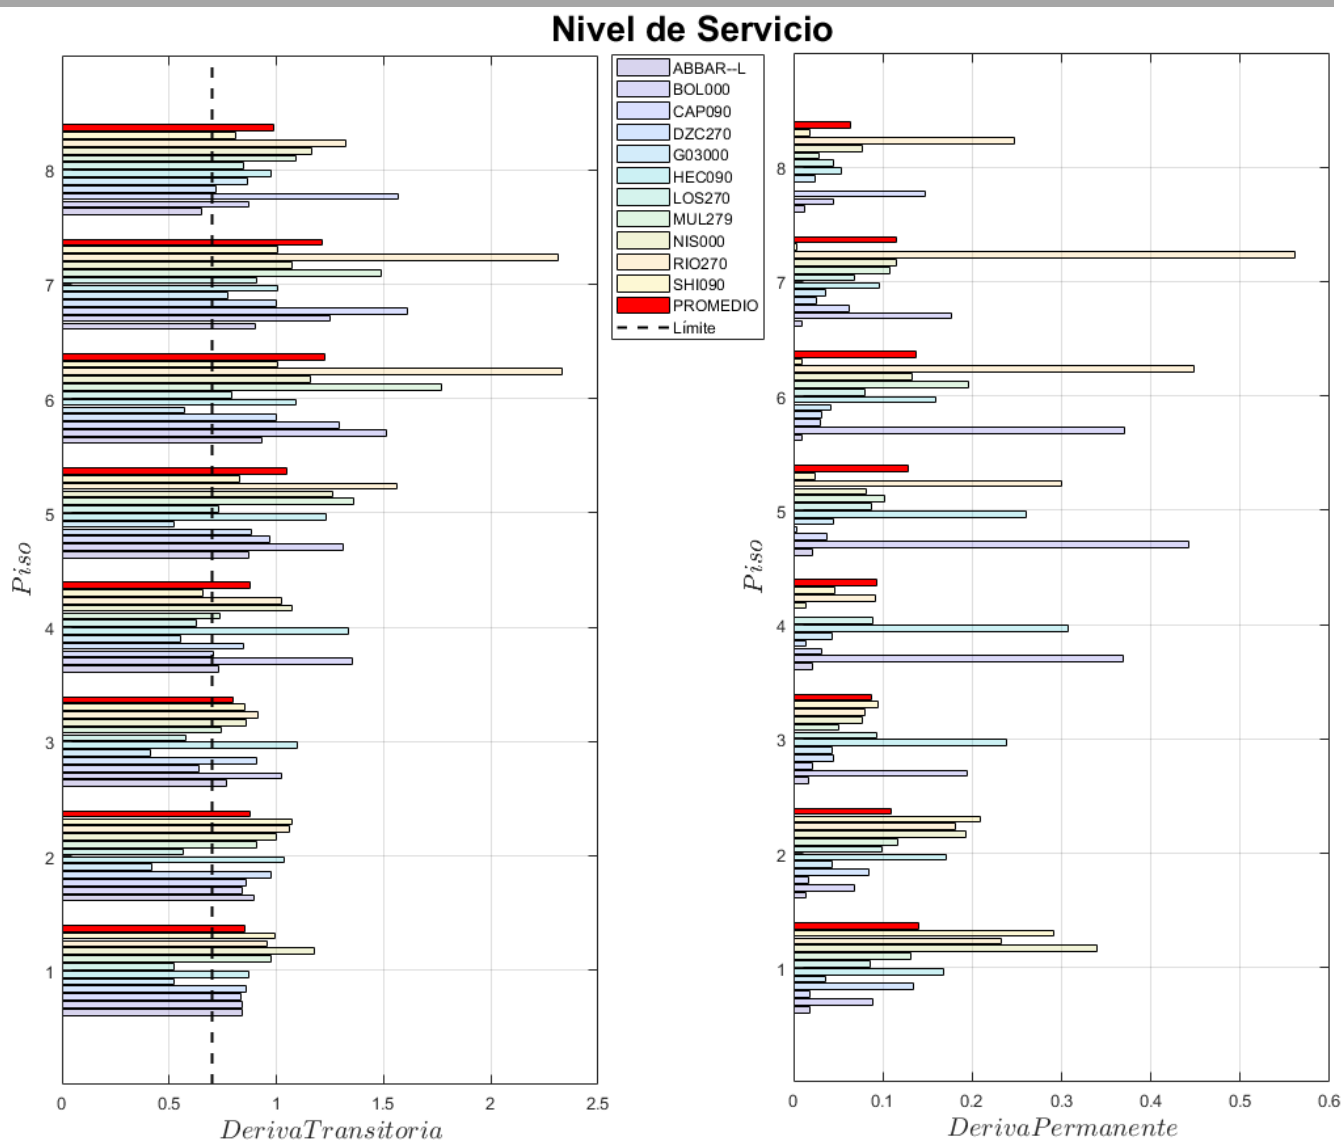 Nivel de Servicio
8
7
6
5
4
3
2
1
0
0.5
1
1.5
2
2.5
Piso
DerivaTransitoria
ABBAR--L
BOL000
CAP090
DZC270
G03000
HEC090
LOS270
MUL279
NIS000
RIO270
SHI090
PROMEDIO
Límite
8
7
6
5
4
3
2
1
0
0.1
0.2
0.3
0.4
0.5
0.6
Piso
DerivaPermanente